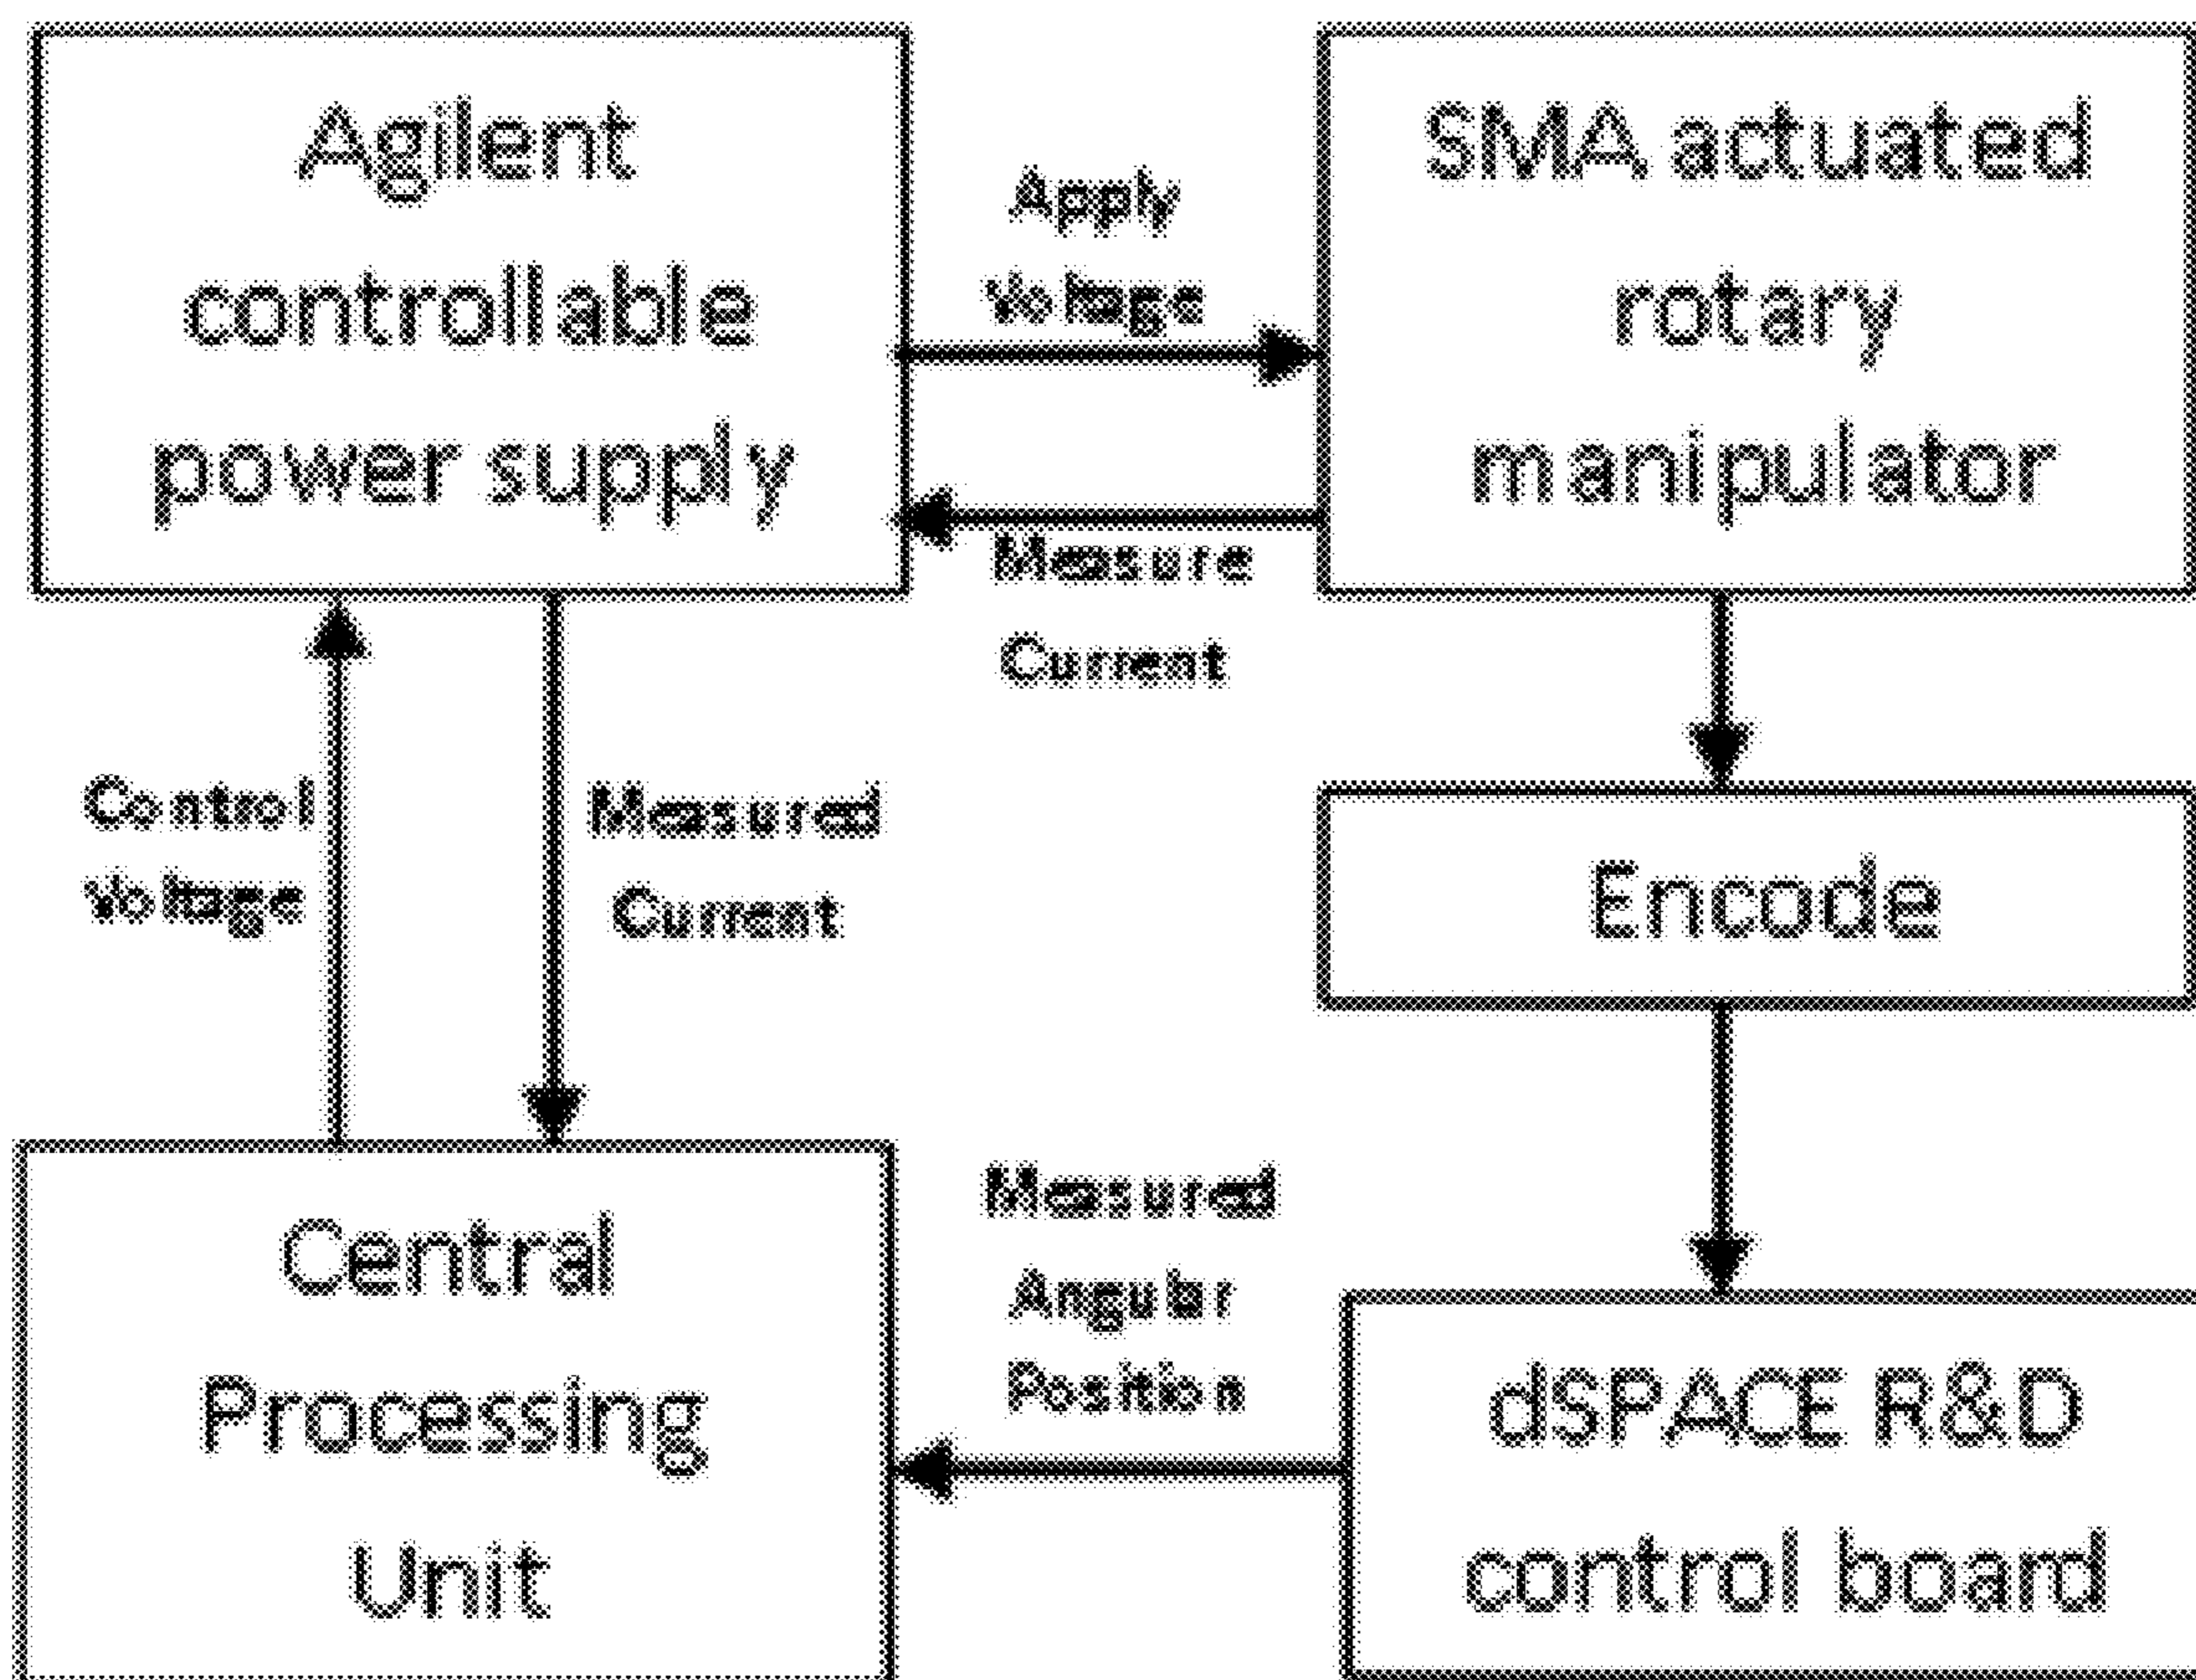 Agilent
controllable
power supply
Apply
Voltage
SMA actuated
rotary
manipulator
Measure
Current
Control
Voltage
Measured
Current
Encode
Central
Processing
Unit
Measured
Angular
Position
dSPACE R&D
control board